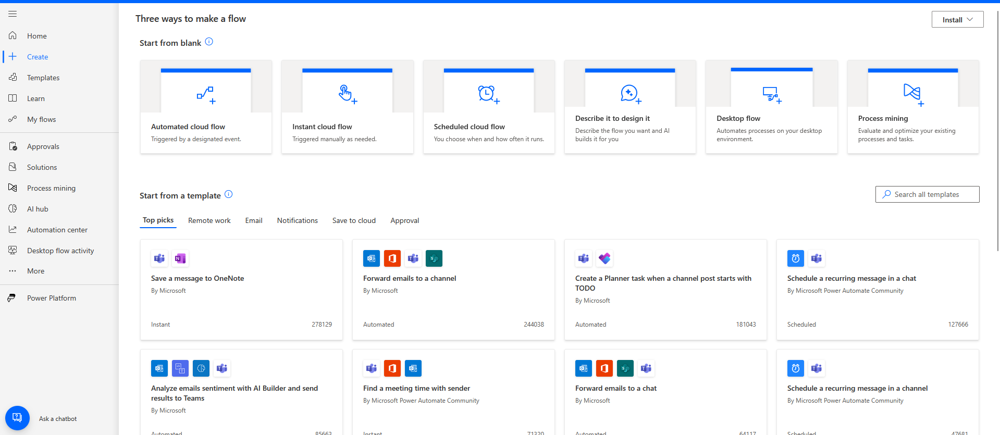 Three ways to make a flow
Install
Home
Create
Templates
Learn
My flows
Approvals
Solutions
Process mining
AI hub
Automation center
Desktop flow activity
More
Power Platform
Ask a chatbot
Start from blank
Automated cloud flow
Triggered by a designated event.
Instant cloud flow
Triggered manually as needed.
Scheduled cloud flow
You choose when and how often it runs.
Describe it to design it
Describe the flow you want and AI
builds it for you
Desktop flow
Automates processes on your desktop
environment.
Process mining
Evaluate and optimize your existing
processes and tasks.
Start from a template
Search all templates
Top picks
Remote work
Email
Notifications
Save to cloud
Approval
Save a message to OneNote
By Microsoft
Instant
278129
Forward emails to a channel
By Microsoft
Automated
244038
Create a Planner task when a channel post starts with
TODO
By Microsoft
Automated
181043
Schedule a recurring message in a chat
By Microsoft Power Automate Community
Scheduled
127666
Analyze emails sentiment with AI Builder and send
results to Teams
By Microsoft
Automated
85663
Find a meeting time with sender
By Microsoft Power Automate Community
Instant
71320
Forward emails to a chat
By Microsoft
Automated
64117
Schedule a recurring message in a channel
By Microsoft Power Automate Community
Scheduled
47681